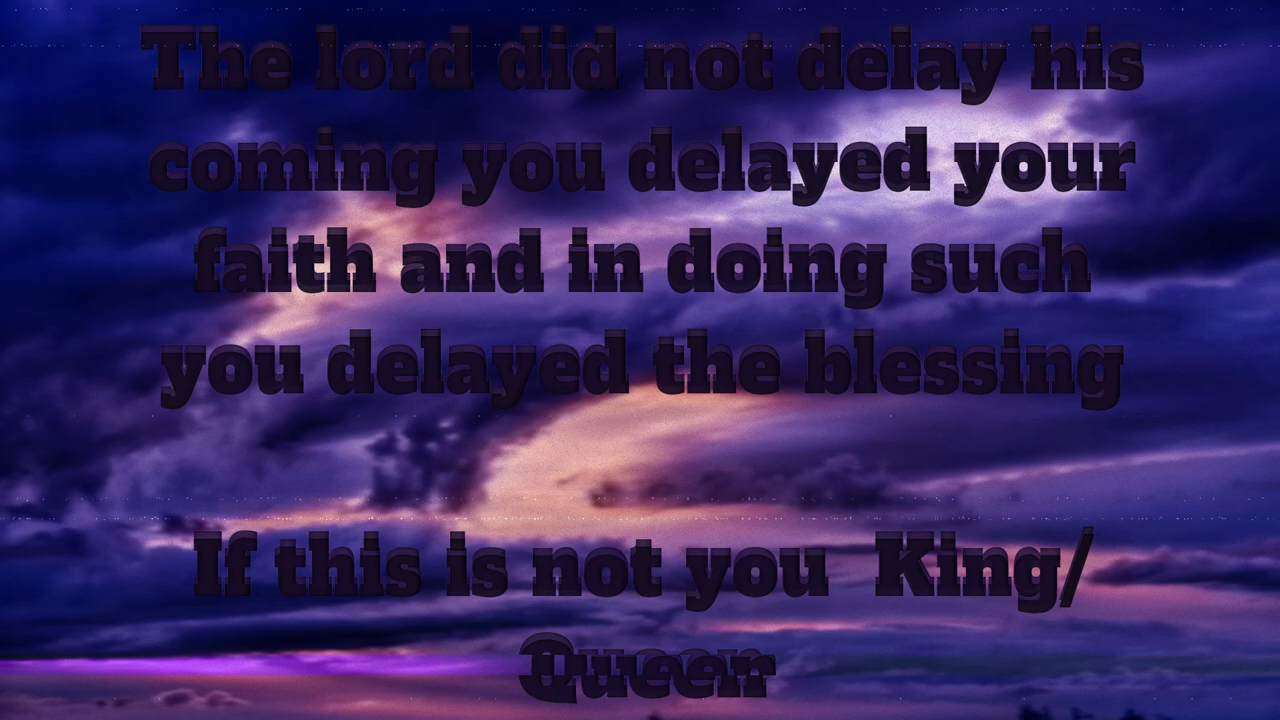 The lord did not delay his
coming you delayed your
faith and in doing such
you delayed the blessing
If this is not you  King/
Queen